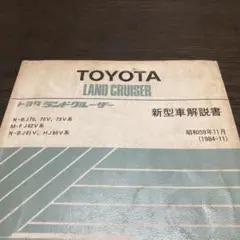 TOYOTA
LAND CRUISER
トヨタ ランドクルーザー
N-BJ70, 70V, 73V系
M-FJ62V系
N-BJ61V, HJ60V系
新型車解説書
昭和59年11月
(1984-11)